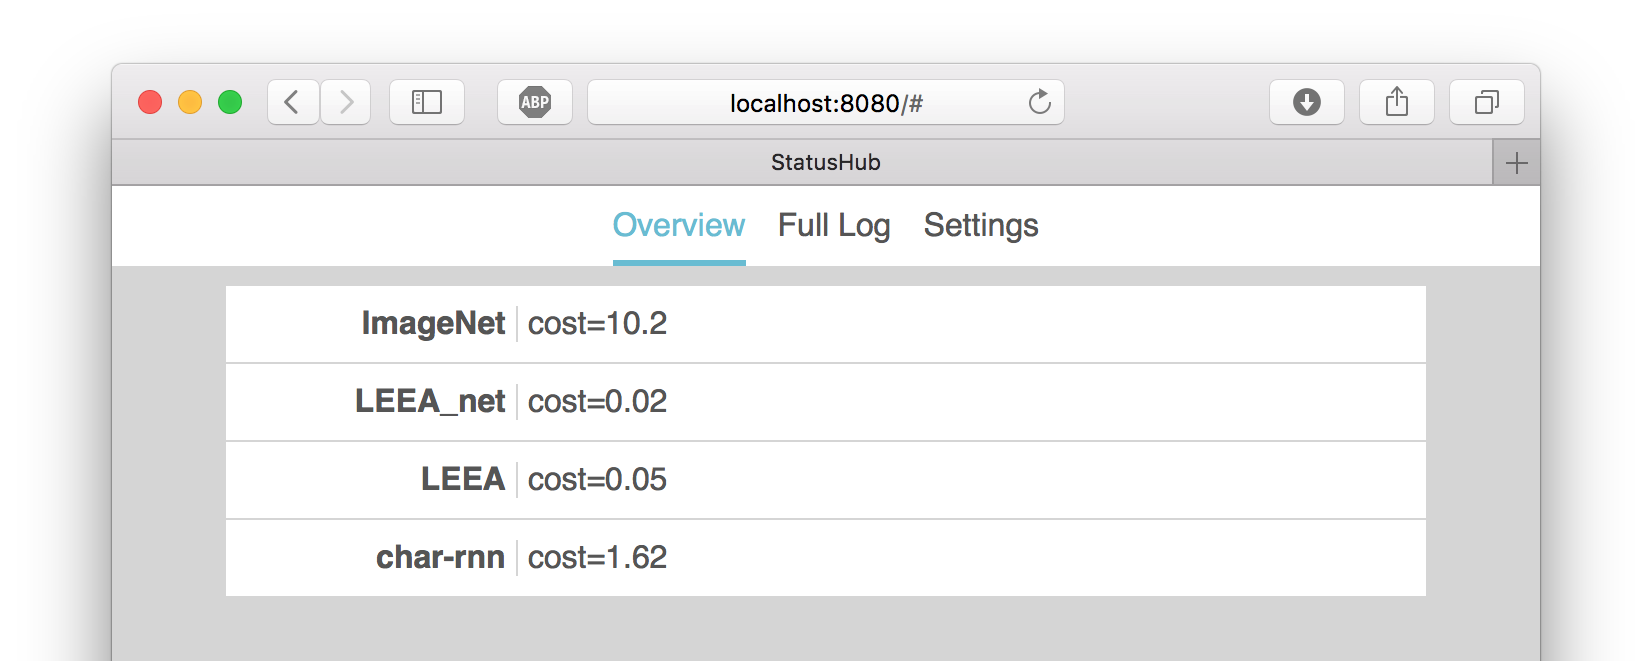 ABP localhost:8080/#
StatusHub
Overview Full Log Settings
ImageNet cost=10.2
LEEA_net cost=0.02
LEEA cost=0.05
char-rnn cost=1.62